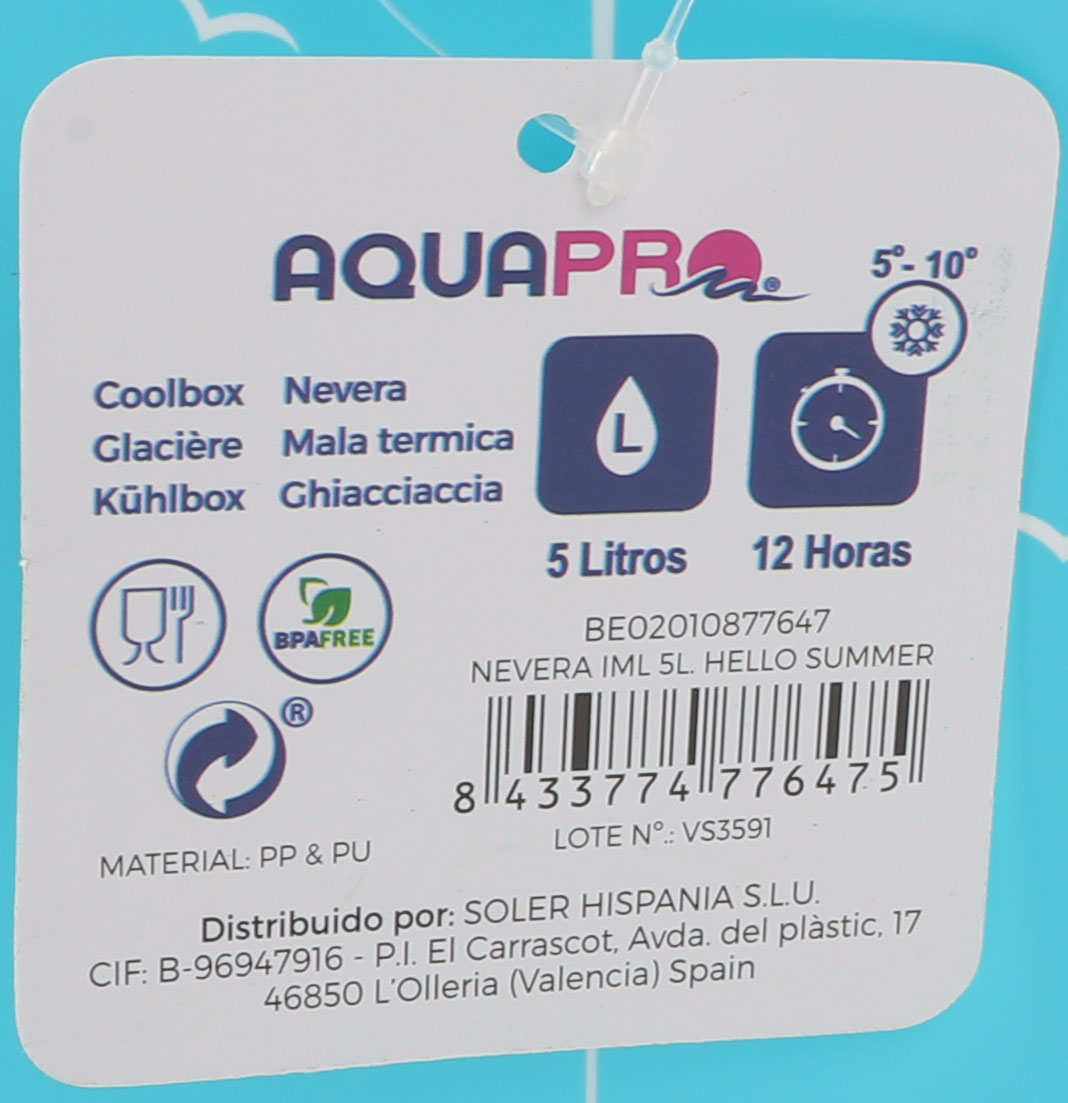 AQUAPRO®
5°- 10°
Coolbox Nevera
Glacière Mala termica
Kühlbox Ghiacciaccia
L
5 Litros
12 Horas
BPAFREE
®
BE02010877647
NEVERA IML 5L. HELLO SUMMER
8 433774 776475
LOTE Nº.: VS3591
MATERIAL: PP & PU
Distribuido por: SOLER HISPANIA S.L.U.
CIF: B-96947916 - P.I. El Carrascot, Avda. del plàstic, 17
46850 L'Olleria (Valencia) Spain